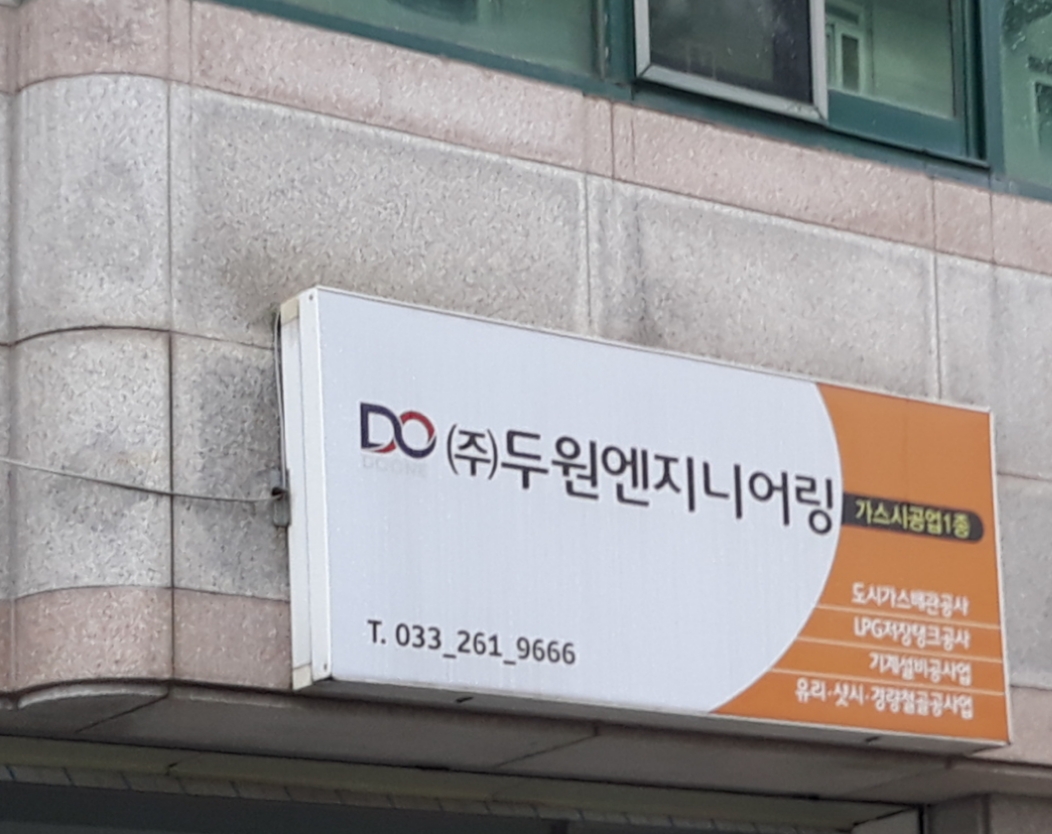 DO (주)두원엔지니어링
DOONE
가스시공업1종
도시가스배관공사
LPG저장탱크공사
기계설비공사업
유리·샷시·경량철골공사업
T. 033_261_9666